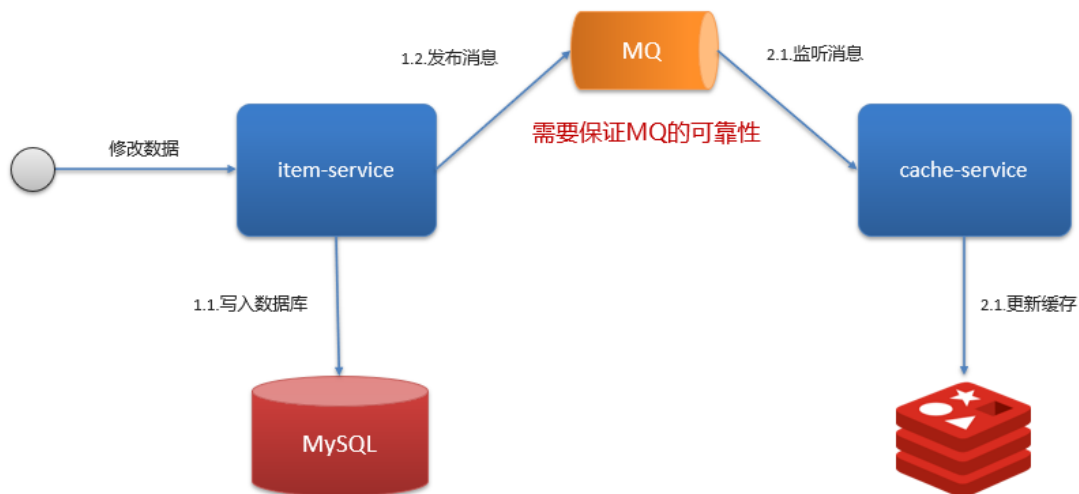 MQ
1.2.发布消息
2.1.监听消息
需要保证MQ的可靠性
修改数据
item-service
cache-service
1.1.写入数据库
2.1.更新缓存
MySQL